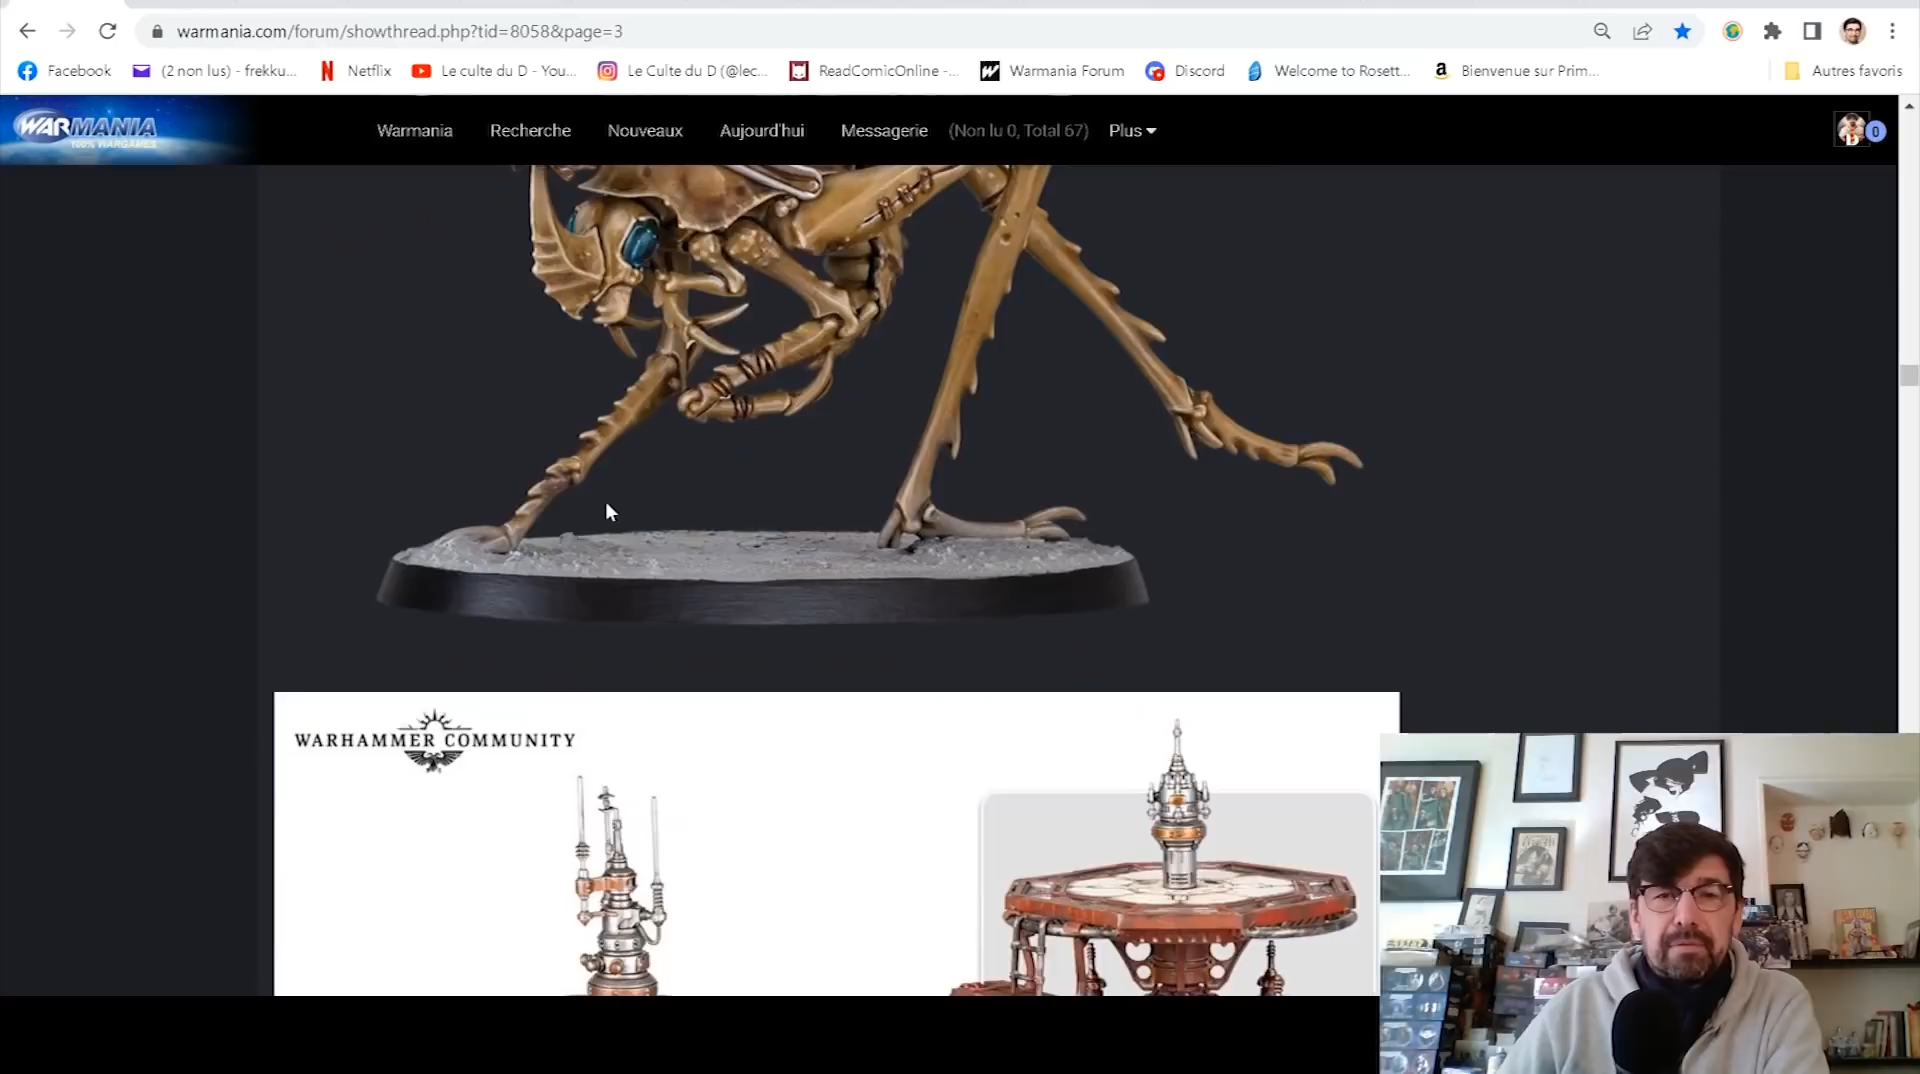 warmania.com/forum/showthread.php?tid=8058&page=3
Facebook
(2 non lus) - frekku...
Netflix
Le culte du D - You...
Le Culte du D (@lec...
ReadComicOnline -...
Warmania Forum
Discord
Welcome to Rosett...
Bienvenue sur Prim...
Autres favoris
WARMANIA
100% WARGAMES
Warmania
Recherche
Nouveaux
Aujourd'hui
Messagerie
(Non lu 0, Total 67)
Plus
0
WARHAMMER COMMUNITY